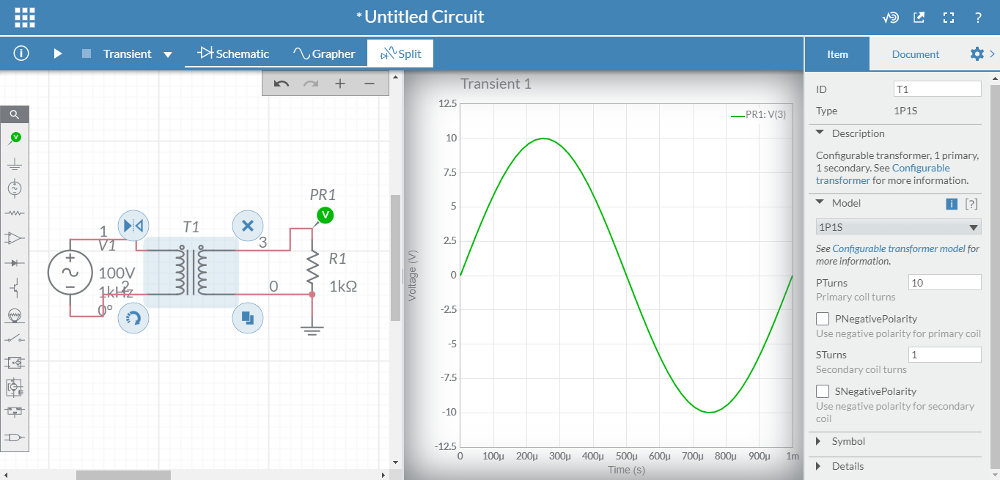 * Untitled Circuit
?
i
Transient
Schematic
Grapher
Split
Item
Document
V
PR1
V
T1
1
V1
3
R1
100V
2
1kHz
0
1kΩ
0°
Transient 1
PR1: V(3)
12.5
10
7.5
5
2.5
0
-2.5
-5
-7.5
-10
-12.5
Voltage (V)
0
100µ
200µ
300µ
400µ
500µ
600µ
700µ
800µ
900µ
1m
Time (s)
ID
T1
Type
1P1S
Description
Configurable transformer, 1 primary,
1 secondary. See Configurable
transformer for more information.
Model
i
[?]
1P1S
See Configurable transformer model for
more information.
PTurns
10
Primary coil turns
PNegativePolarity
Use negative polarity for primary coil
STurns
1
Secondary coil turns
SNegativePolarity
Use negative polarity for secondary
coil
Symbol
Details